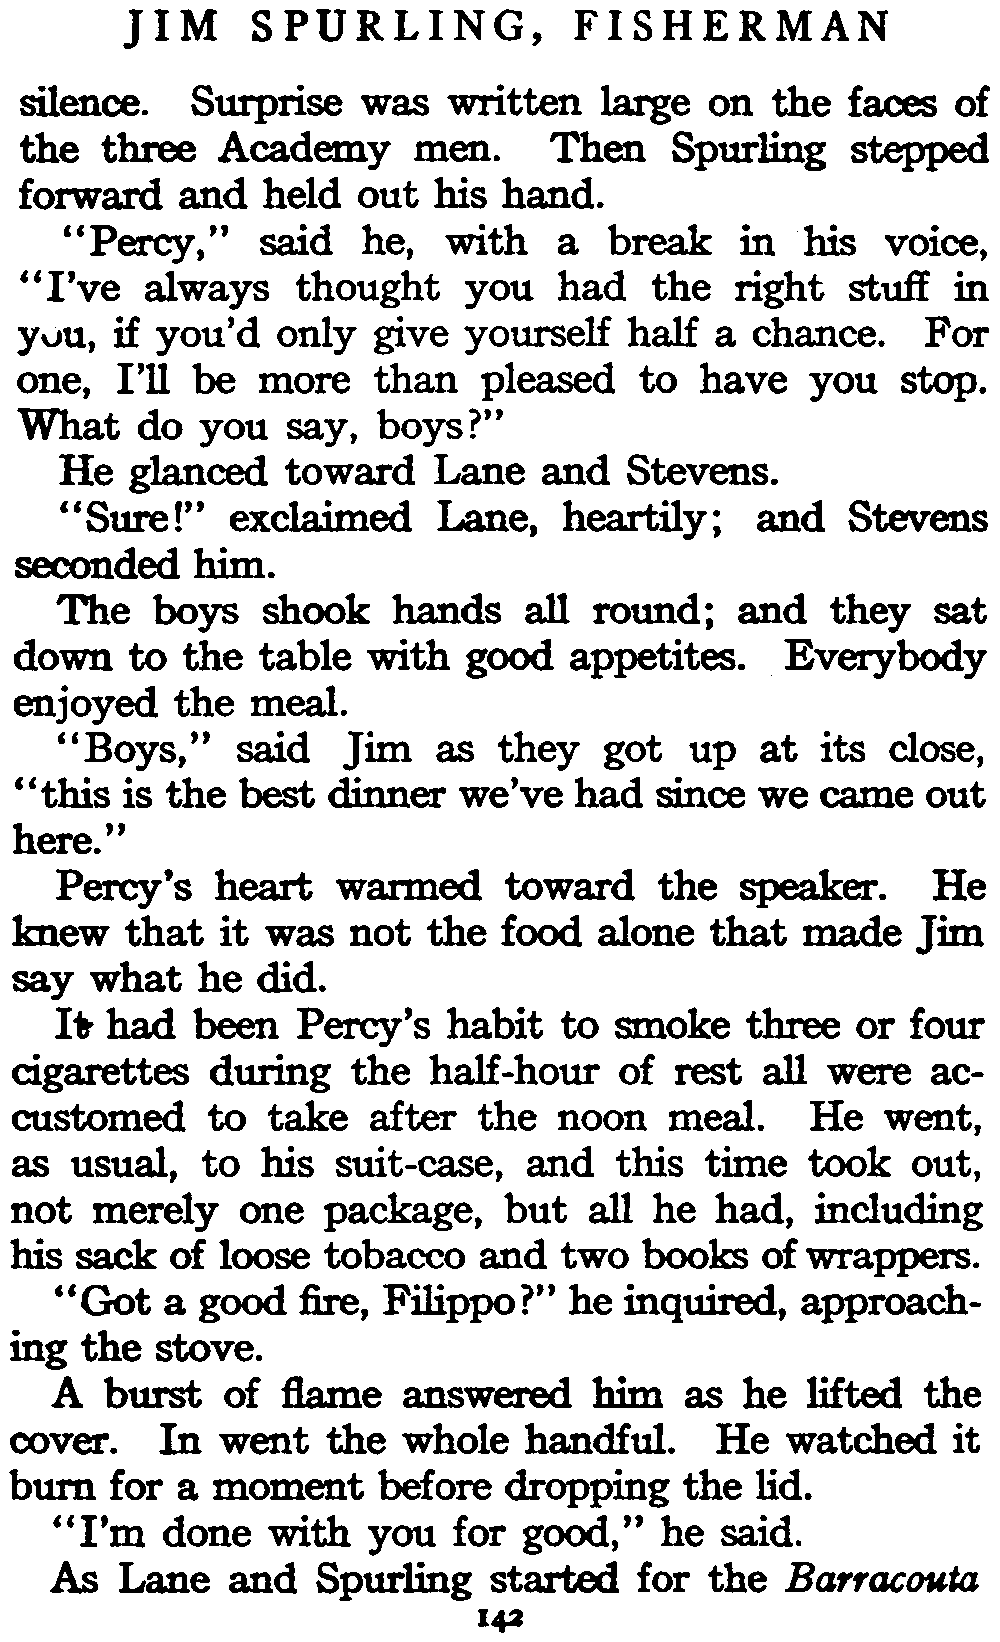 JIM SPURLING, FISHERMAN
silence. Surprise was written large on the faces of
the three Academy men. Then Spurling stepped
forward and held out his hand.
"Percy," said he, with a break in his voice,
"I've always thought you had the right stuff in
you, if you'd only give yourself half a chance. For
one, I'll be more than pleased to have you stop.
What do you say, boys?"
He glanced toward Lane and Stevens.
"Sure!" exclaimed Lane, heartily; and Stevens
seconded him.
The boys shook hands all round; and they sat
down to the table with good appetites. Everybody
enjoyed the meal.
"Boys," said Jim as they got up at its close,
"this is the best dinner we've had since we came out
here."
Percy's heart warmed toward the speaker. He
knew that it was not the food alone that made Jim
say what he did.
It had been Percy's habit to smoke three or four
cigarettes during the half-hour of rest all were ac-
customed to take after the noon meal. He went,
as usual, to his suit-case, and this time took out,
not merely one package, but all he had, including
his sack of loose tobacco and two books of wrappers.
"Got a good fire, Filippo?" he inquired, approach-
ing the stove.
A burst of flame answered him as he lifted the
cover. In went the whole handful. He watched it
burn for a moment before dropping the lid.
"I'm done with you for good," he said.
As Lane and Spurling started for the Barracouta
142